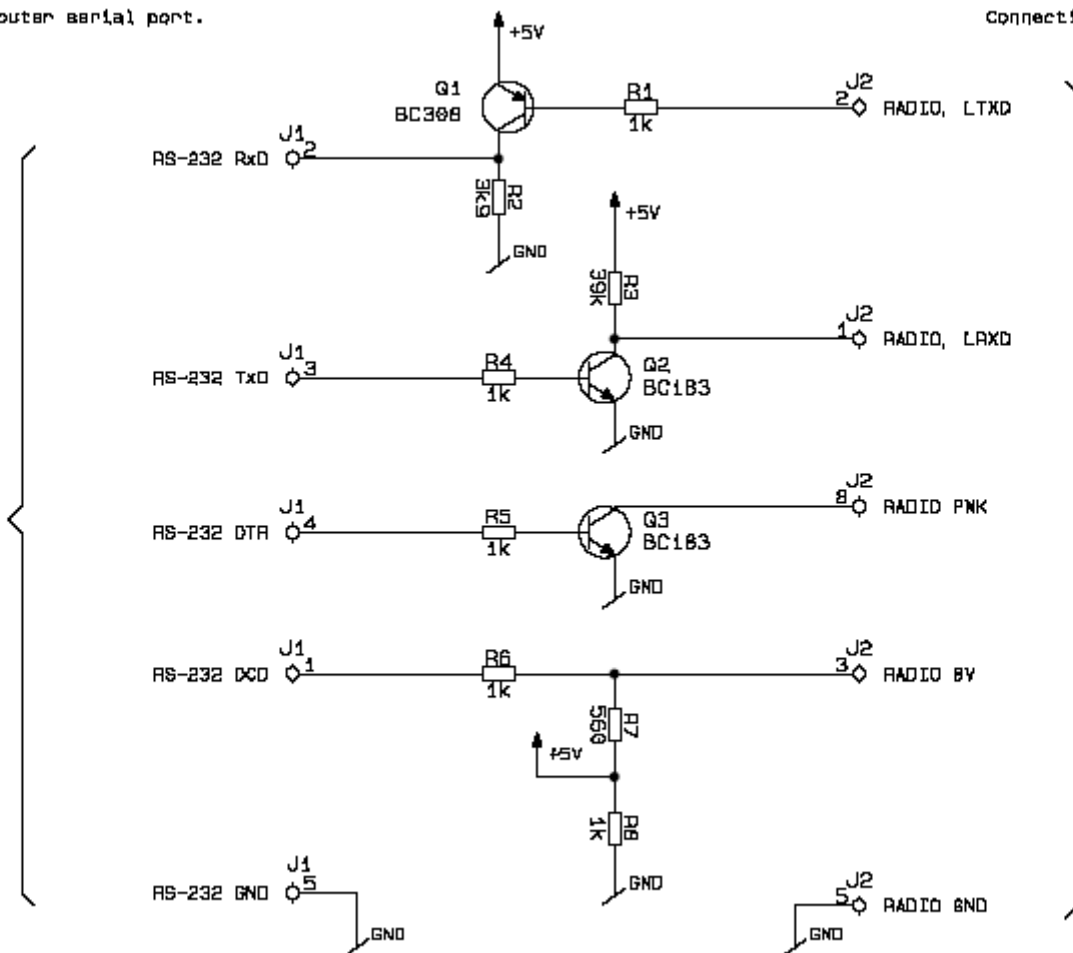 outer serial port.
Connecti
+5V
Q1
BC308
R1
1k
J2
2
RADIO, LTXD
J1
2
RS-232 RxD
R2
3k9
GND
+5V
R3
39k
J2
1
RADIO, LRXD
J1
3
RS-232 TxD
R4
1k
Q2
BC183
GND
J2
8
RADIO PWK
J1
4
RS-232 DTR
R5
1k
Q3
BC183
GND
J1
1
RS-232 DCD
R6
1k
J2
3
RADIO 8V
R7
560
+5V
R8
1k
GND
J1
5
RS-232 GND
GND
J2
5
RADIO GND
GND